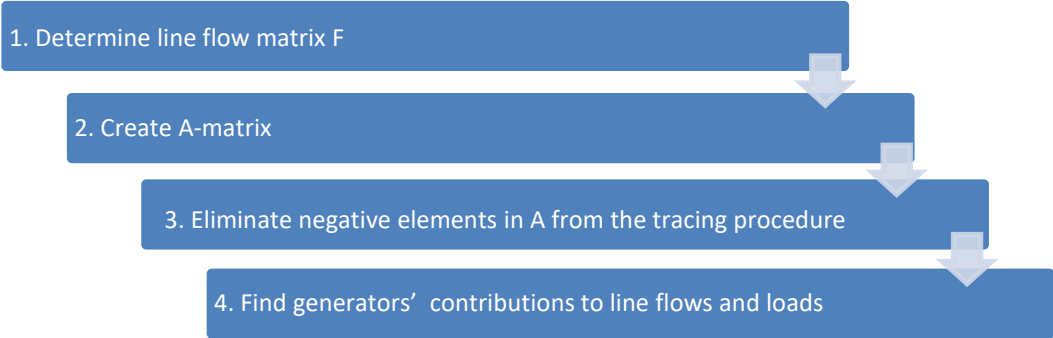 1. Determine line flow matrix F
2. Create A-matrix
3. Eliminate negative elements in A from the tracing procedure
4. Find generators’ contributions to line flows and loads